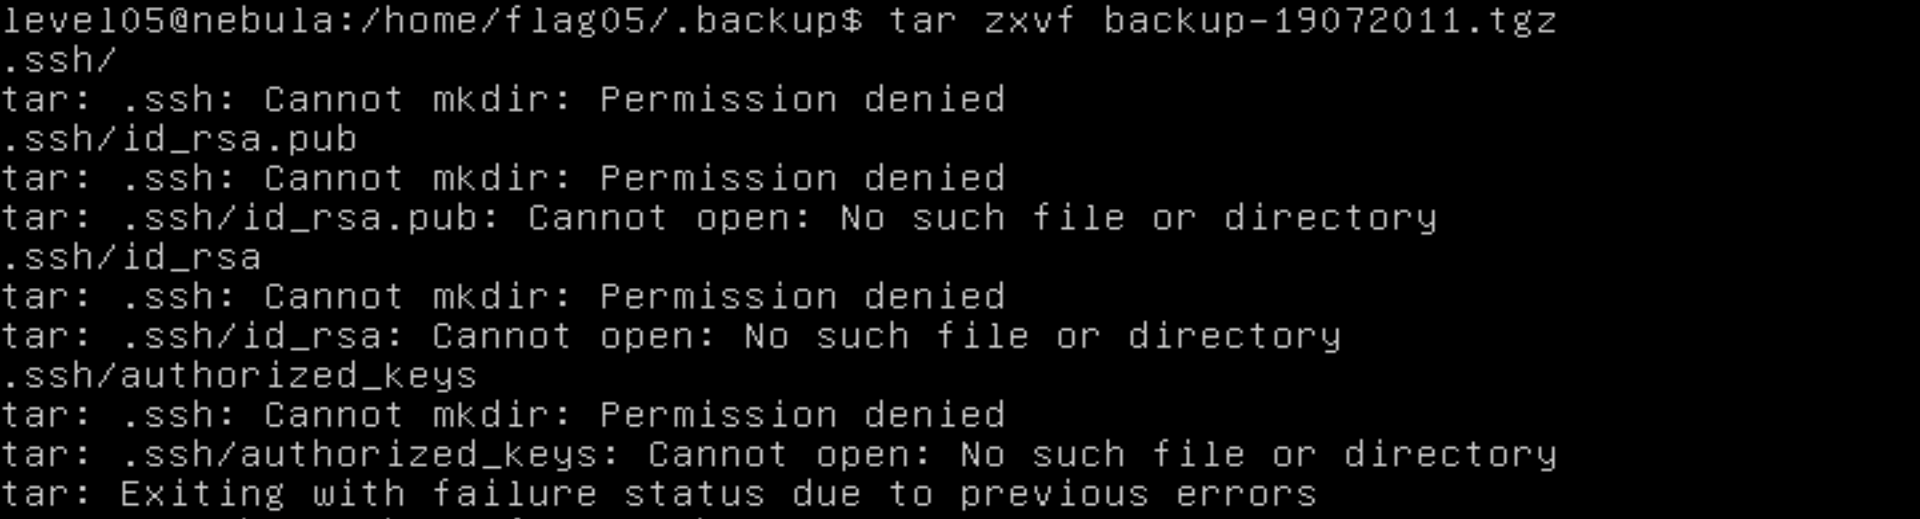 level05@nebula:/home/flag05/.backup$ tar zxvf backup-19072011.tgz
.ssh/
tar: .ssh: Cannot mkdir: Permission denied
.ssh/id_rsa.pub
tar: .ssh: Cannot mkdir: Permission denied
tar: .ssh/id_rsa.pub: Cannot open: No such file or directory
.ssh/id_rsa
tar: .ssh: Cannot mkdir: Permission denied
tar: .ssh/id_rsa: Cannot open: No such file or directory
.ssh/authorized_keys
tar: .ssh: Cannot mkdir: Permission denied
tar: .ssh/authorized_keys: Cannot open: No such file or directory
tar: Exiting with failure status due to previous errors